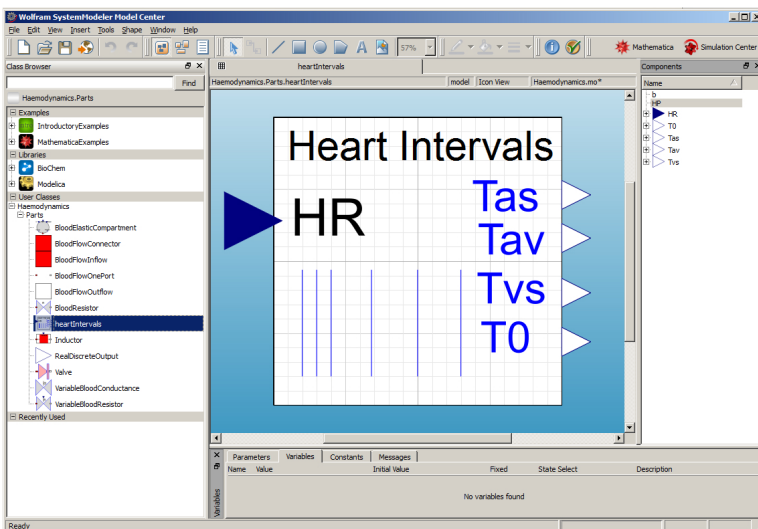 Wolfram SystemModeler Model Center
File Edit View Insert Tools Shape Window Help
57%
Mathematica
Simulation Center
Class Browser
heartIntervals
Components
Find
Haemodynamics.Parts.heartIntervals
model
Icon View
Haemodynamics.mo*
Name
Haemodynamics.Parts
b
HP
HR
T0
Tas
Tav
Tvs
Examples
IntroductoryExamples
MathematicaExamples
Libraries
BioChem
Modelica
User Classes
Haemodynamics
Parts
BloodElasticCompartment
BloodFlowConnector
BloodFlowInflow
BloodFlowOnePort
BloodFlowOutflow
BloodResistor
heartIntervals
Inductor
RealDiscreteOutput
Valve
VariableBloodConductance
VariableBloodResistor
Recently Used
Heart Intervals
HR
Tas
Tav
Tvs
T0
Parameters
Variables
Constants
Messages
Name Value Initial Value Fixed State Select Description
No variables found
Variables
Ready